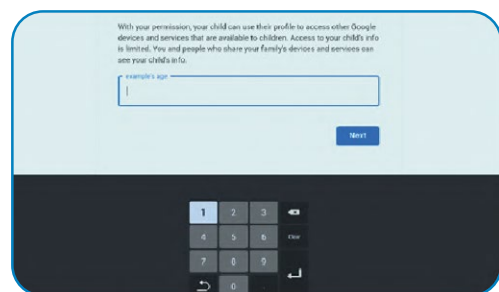 With your permission, your child can use their profile to access other Google
devices and services that are available to children. Access to your child's info
is limited. You and people who share your family's devices and services can
see your child's info.
example's age
Next
1 2 3
4 5 6 Clear
7 8 9
0